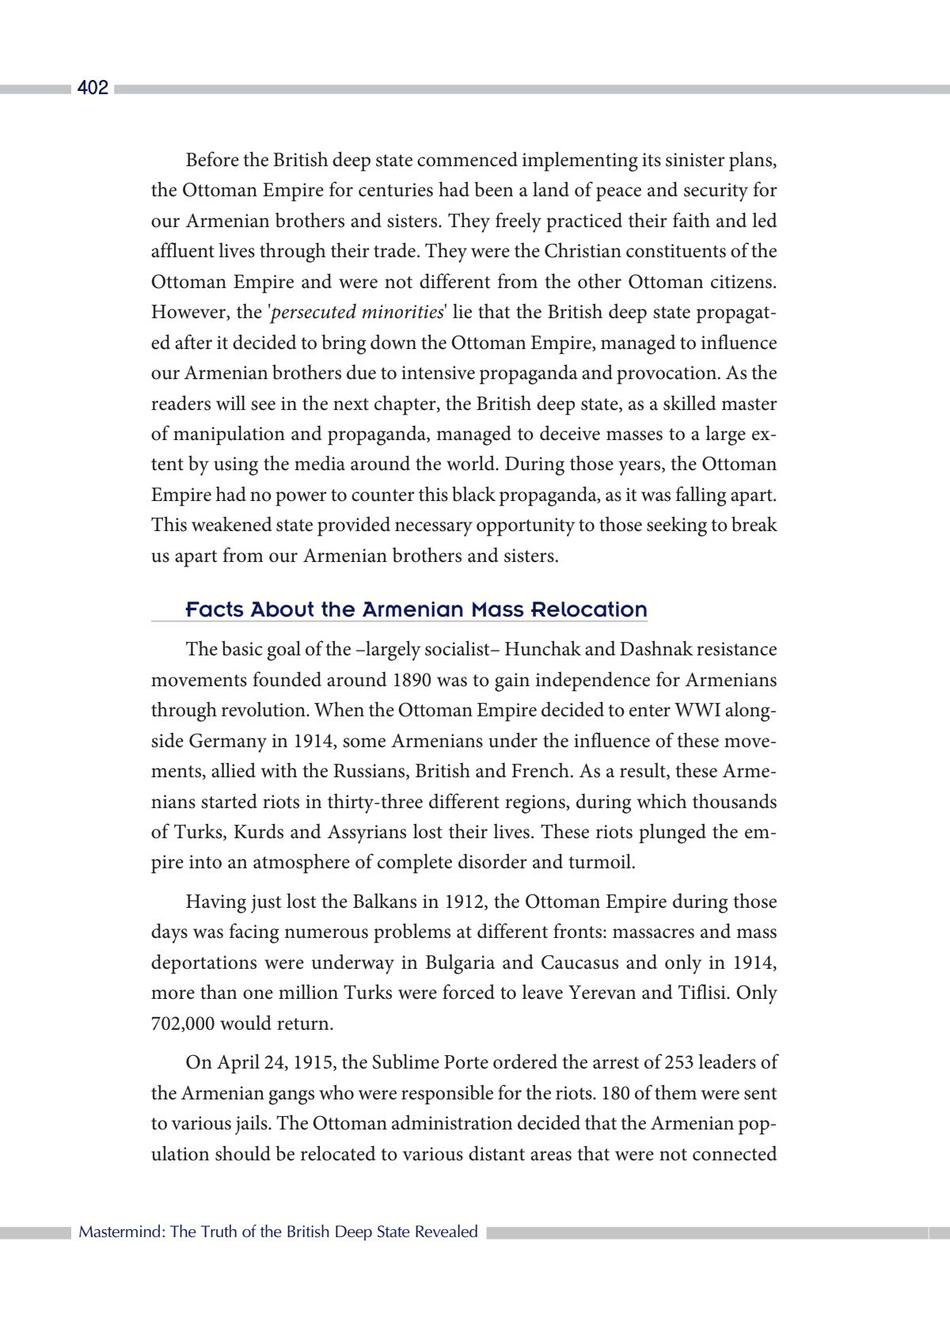 402
Before the British deep state commenced implementing its sinister plans,
the Ottoman Empire for centuries had been a land of peace and security for
our Armenian brothers and sisters. They freely practiced their faith and led
affluent lives through their trade. They were the Christian constituents of the
Ottoman Empire and were not different from the other Ottoman citizens.
However, the 'persecuted minorities' lie that the British deep state propagat-
ed after it decided to bring down the Ottoman Empire, managed to influence
our Armenian brothers due to intensive propaganda and provocation. As the
readers will see in the next chapter, the British deep state, as a skilled master
of manipulation and propaganda, managed to deceive masses to a large ex-
tent by using the media around the world. During those years, the Ottoman
Empire had no power to counter this black propaganda, as it was falling apart.
This weakened state provided necessary opportunity to those seeking to break
us apart from our Armenian brothers and sisters.
Facts About the Armenian Mass Relocation
The basic goal of the –largely socialist– Hunchak and Dashnak resistance
movements founded around 1890 was to gain independence for Armenians
through revolution. When the Ottoman Empire decided to enter WWI along-
side Germany in 1914, some Armenians under the influence of these move-
ments, allied with the Russians, British and French. As a result, these Arme-
nians started riots in thirty-three different regions, during which thousands
of Turks, Kurds and Assyrians lost their lives. These riots plunged the em-
pire into an atmosphere of complete disorder and turmoil.
Having just lost the Balkans in 1912, the Ottoman Empire during those
days was facing numerous problems at different fronts: massacres and mass
deportations were underway in Bulgaria and Caucasus and only in 1914,
more than one million Turks were forced to leave Yerevan and Tiflisi. Only
702,000 would return.
On April 24, 1915, the Sublime Porte ordered the arrest of 253 leaders of
the Armenian gangs who were responsible for the riots. 180 of them were sent
to various jails. The Ottoman administration decided that the Armenian pop-
ulation should be relocated to various distant areas that were not connected
Mastermind: The Truth of the British Deep State Revealed